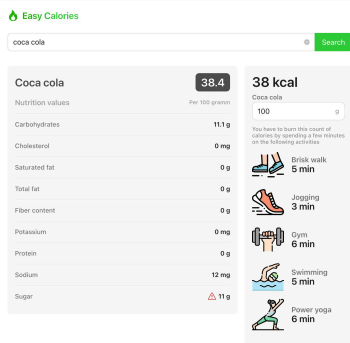 Easy Calories
coca cola
Search
Coca cola
38.4
Nutrition values
Per 100 gramm
Carbohydrates 11.1 g
Cholesterol 0 mg
Saturated fat 0 g
Total fat 0 g
Fiber content 0 g
Potassium 0 mg
Protein 0 g
Sodium 12 mg
Sugar 11 g
38 kcal
Coca cola
100 g
You have to burn this count of
calories by spending a few minutes
on the following activities
Brisk walk
5 min
Jogging
3 min
Gym
6 min
Swimming
5 min
Power yoga
6 min